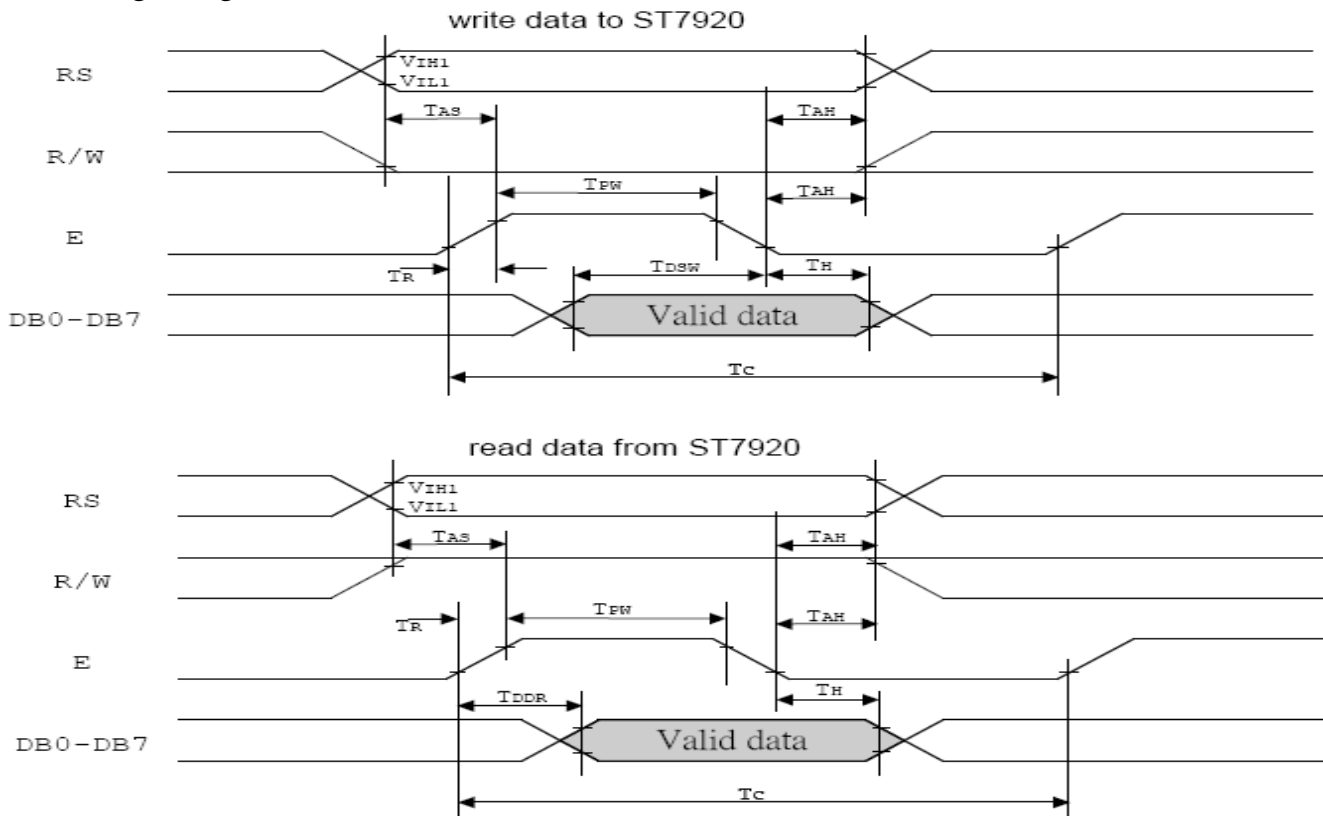 write data to ST7920
RS
VIH1
VIL1
TAS
TAH
R/W
TPW
TAH
E
TR
TDSW
TH
DB0-DB7
Valid data
TC
read data from ST7920
RS
VIH1
VIL1
TAS
TAH
R/W
TPW
TAH
TR
E
TDDR
TH
DB0-DB7
Valid data
TC